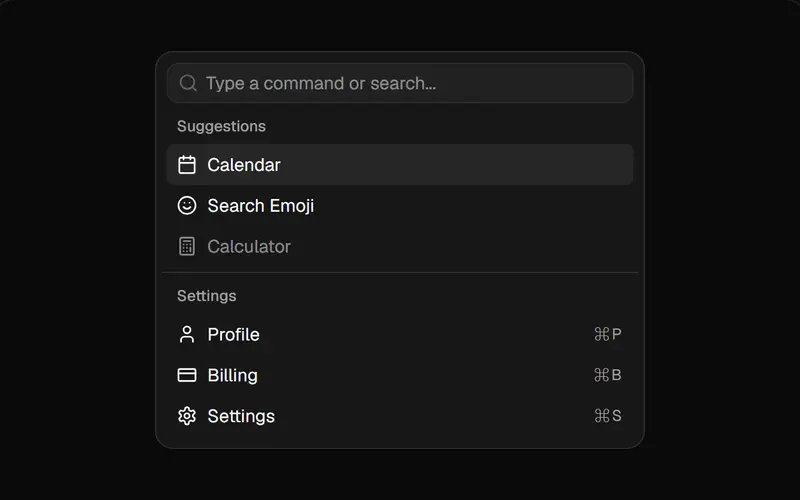 Type a command or search...
Suggestions
Calendar
Search Emoji
Calculator
Settings
Profile ⌘P
Billing ⌘B
Settings ⌘S